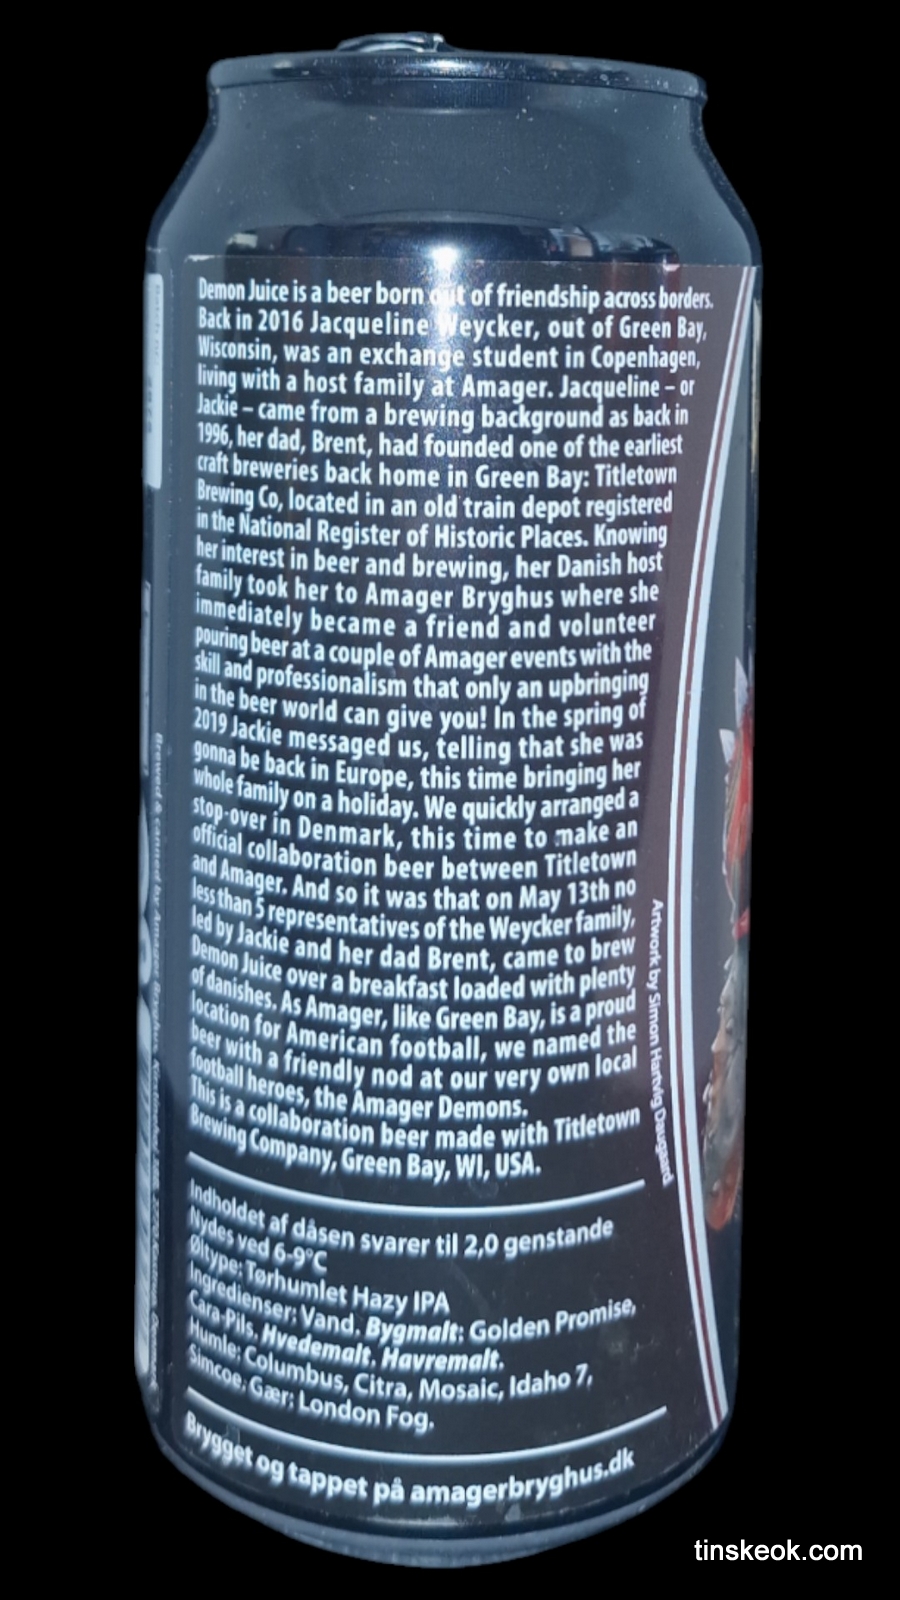 Demon Juice is a beer born out of friendship across borders.
Back in 2016 Jacqueline Weycker, out of Green Bay,
Wisconsin, was an exchange student in Copenhagen,
living with a host family at Amager. Jacqueline – or
Jackie – came from a brewing background as back in
1996, her dad, Brent, had founded one of the earliest
craft breweries back home in Green Bay: Titletown
Brewing Co, located in an old train depot registered
in the National Register of Historic Places. Knowing
her interest in beer and brewing, her Danish host
family took her to Amager Bryghus where she
immediately became a friend and volunteer
pouring beer at a couple of Amager events with the
skill and professionalism that only an upbringing
in the beer world can give you! In the spring of
2019 Jackie messaged us, telling that she was
gonna be back in Europe, this time bringing her
whole family on a holiday. We quickly arranged a
stop-over in Denmark, this time to make an
official collaboration beer between Titletown
and Amager. And so it was that on May 13th no
less than 5 representatives of the Weycker family,
led by Jackie and her dad Brent, came to brew
Demon Juice over a breakfast loaded with plenty
of danishes. As Amager, like Green Bay, is a proud
location for American football, we named the
beer with a friendly nod at our very own local
football heroes, the Amager Demons.
This is a collaboration beer made with Titletown
Brewing Company, Green Bay, WI, USA.
Artwork by Simon Hartvig Daugaard
Indholdet af dåsen svarer til 2,0 genstande
Nydes ved 6-9°C
Øltype: Tørhumlet Hazy IPA
Ingredienser: Vand. Bygmalt: Golden Promise,
Cara-Pils. Hvedemalt. Havremalt.
Humle: Columbus, Citra, Mosaic, Idaho 7,
Simcoe. Gær: London Fog.
Brygget og tappet på amagerbryghus.dk
Brewed & canned by Amager Bryghus,
tinskeok.com